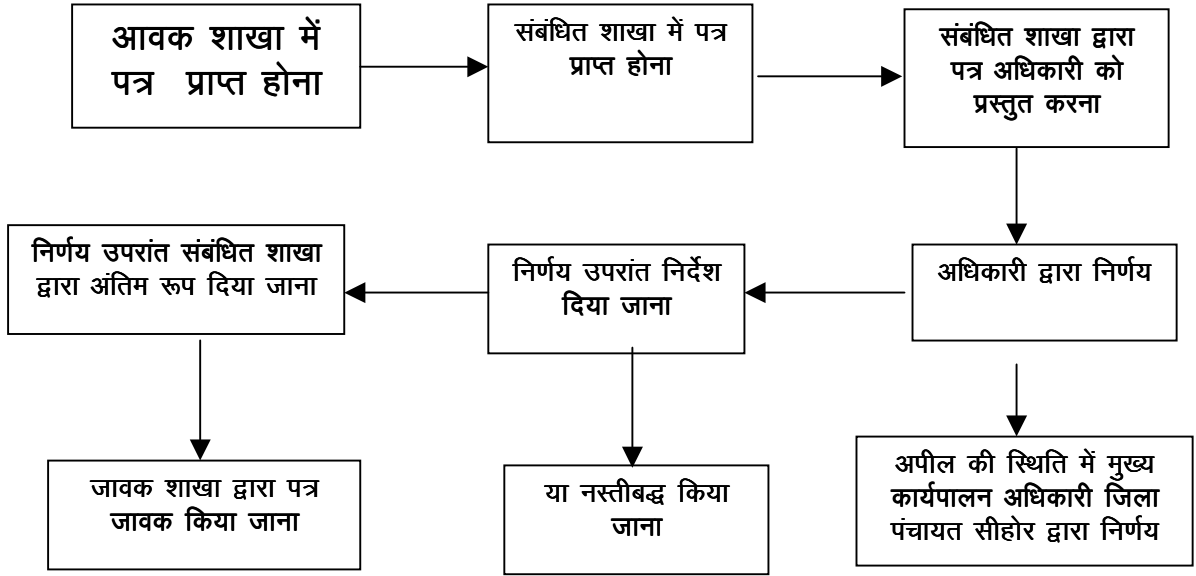 आवक शाखा में
पत्र प्राप्त होना
संबंधित शाखा में पत्र
प्राप्त होना
संबंधित शाखा द्वारा
पत्र अधिकारी को
प्रस्तुत करना
अधिकारी द्वारा निर्णय
निर्णय उपरांत निर्देश
दिया जाना
निर्णय उपरांत संबंधित शाखा
द्वारा अंतिम रूप दिया जाना
जावक शाखा द्वारा पत्र
जावक किया जाना
या नस्तीबद्ध किया
जाना
अपील की स्थिति में मुख्य
कार्यपालन अधिकारी जिला
पंचायत सीहोर द्वारा निर्णय